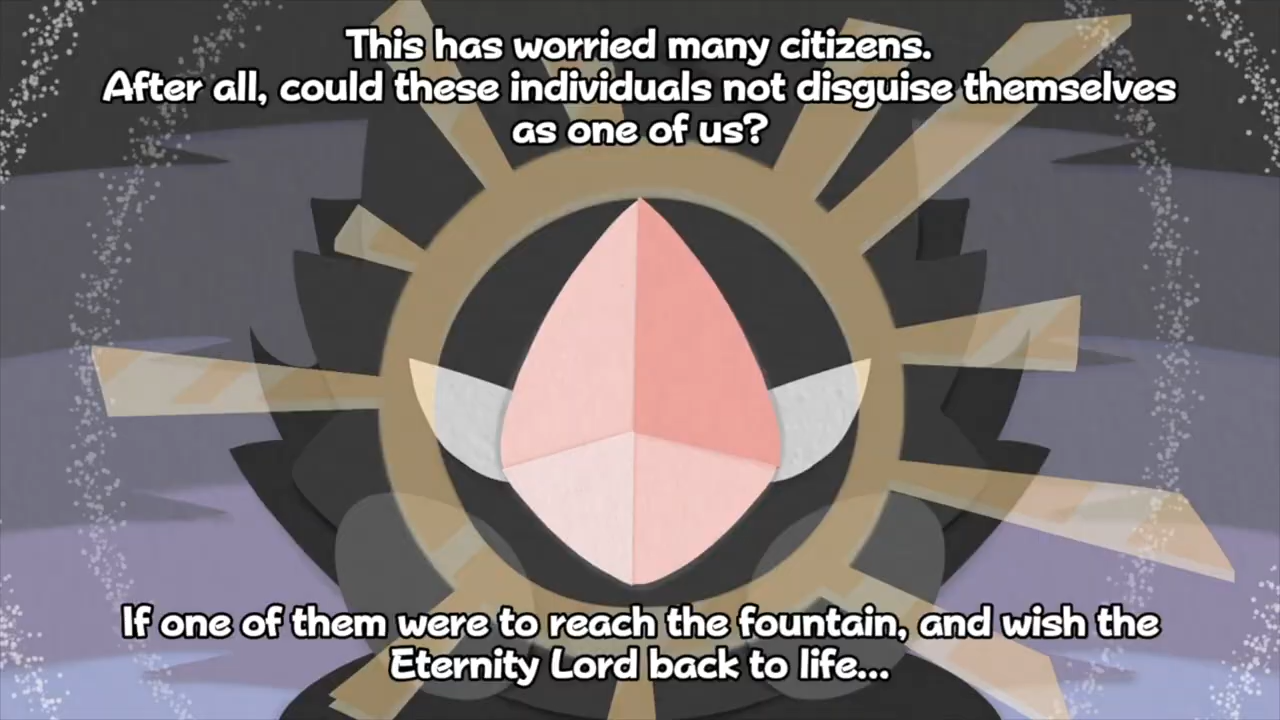 This has worried many citizens.
After all, could these individuals not disguise themselves
as one of us?
If one of them were to reach the fountain, and wish the
Eternity Lord back to life...